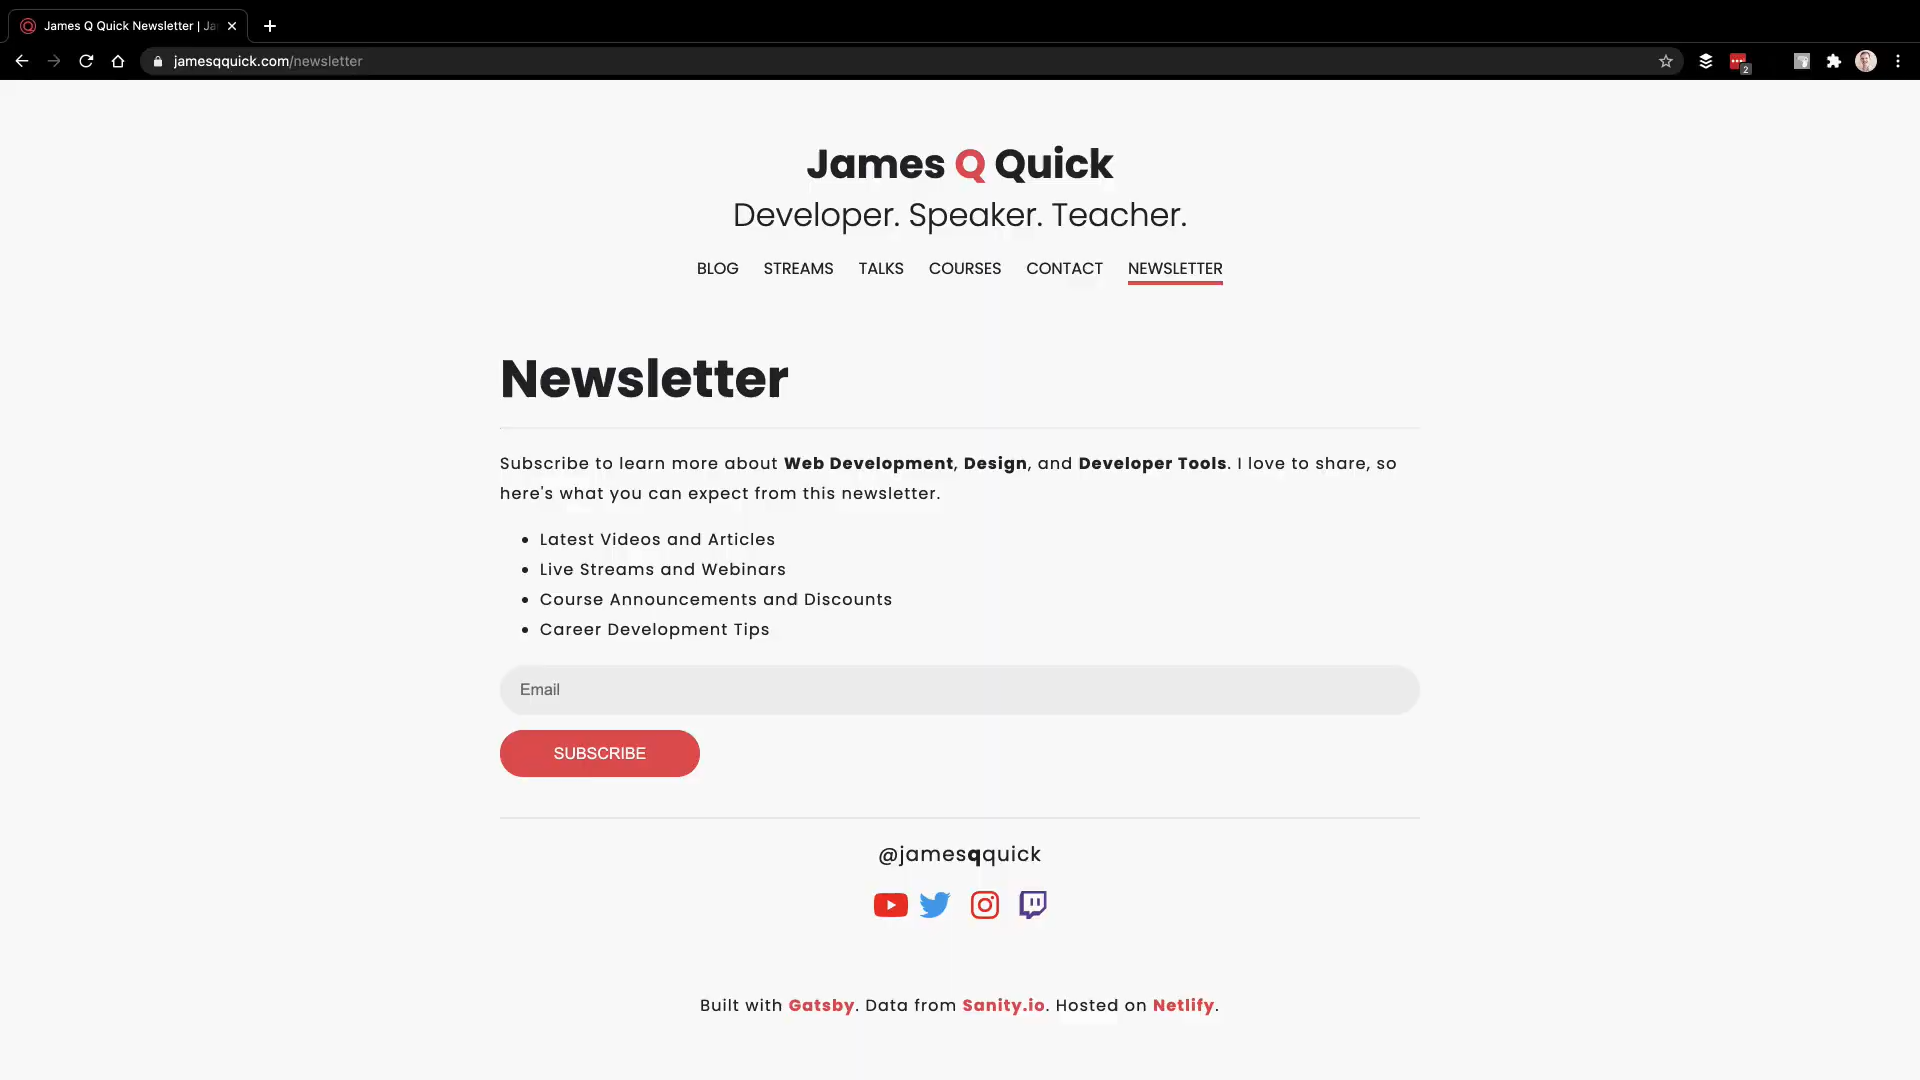 James Q Quick Newsletter | Ja
jamesqquick.com/newsletter
2
James Q Quick
Developer. Speaker. Teacher.
BLOG STREAMS TALKS COURSES CONTACT NEWSLETTER
Newsletter
Subscribe to learn more about Web Development, Design, and Developer Tools. I love to share, so
here's what you can expect from this newsletter.
• Latest Videos and Articles
• Live Streams and Webinars
• Course Announcements and Discounts
• Career Development Tips
Email
SUBSCRIBE
@jamesqquick
Built with Gatsby. Data from Sanity.io. Hosted on Netlify.